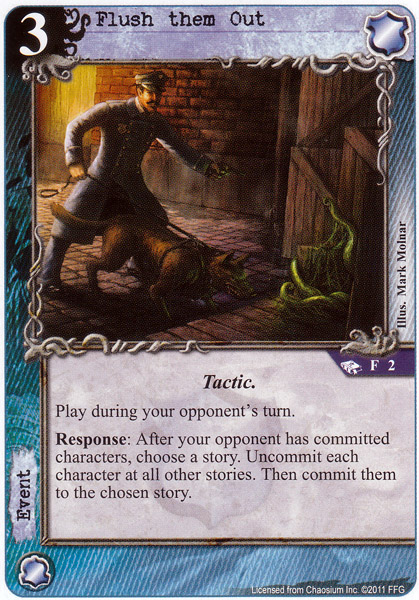 3
Flush them Out
Illus. Mark Molnar
F 2
Tactic.
Play during your opponent's turn.
Response: After your opponent has committed
characters, choose a story. Uncommit each
character at all other stories. Then commit them
to the chosen story.
Event
Licensed from Chaosium Inc. ©2011 FFG